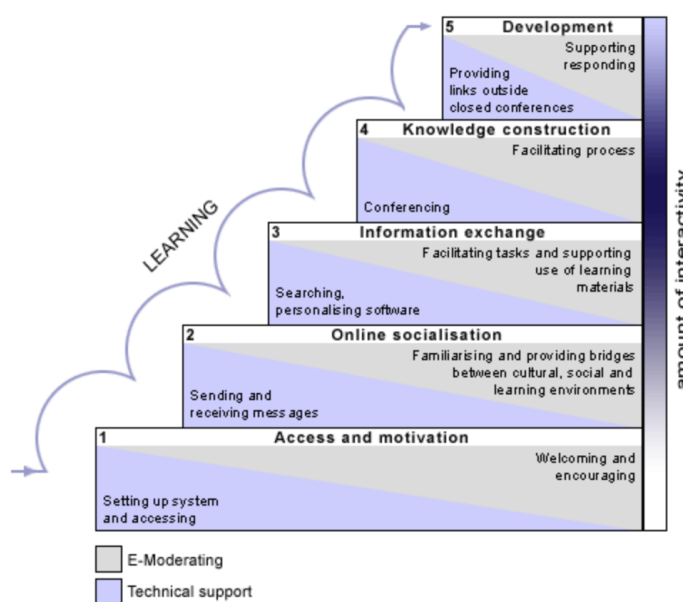 5 Development
Supporting
responding
Providing
links outside
closed conferences
4 Knowledge construction
Facilitating process
Conferencing
3 Information exchange
Facilitating tasks and supporting
use of learning
materials
Searching,
personalising software
2 Online socialisation
Familiarising and providing bridges
between cultural, social and
learning environments
Sending and
receiving messages
1 Access and motivation
Welcoming and
encouraging
Setting up system
and accessing
LEARNING
amount of interactivity
E-Moderating
Technical support